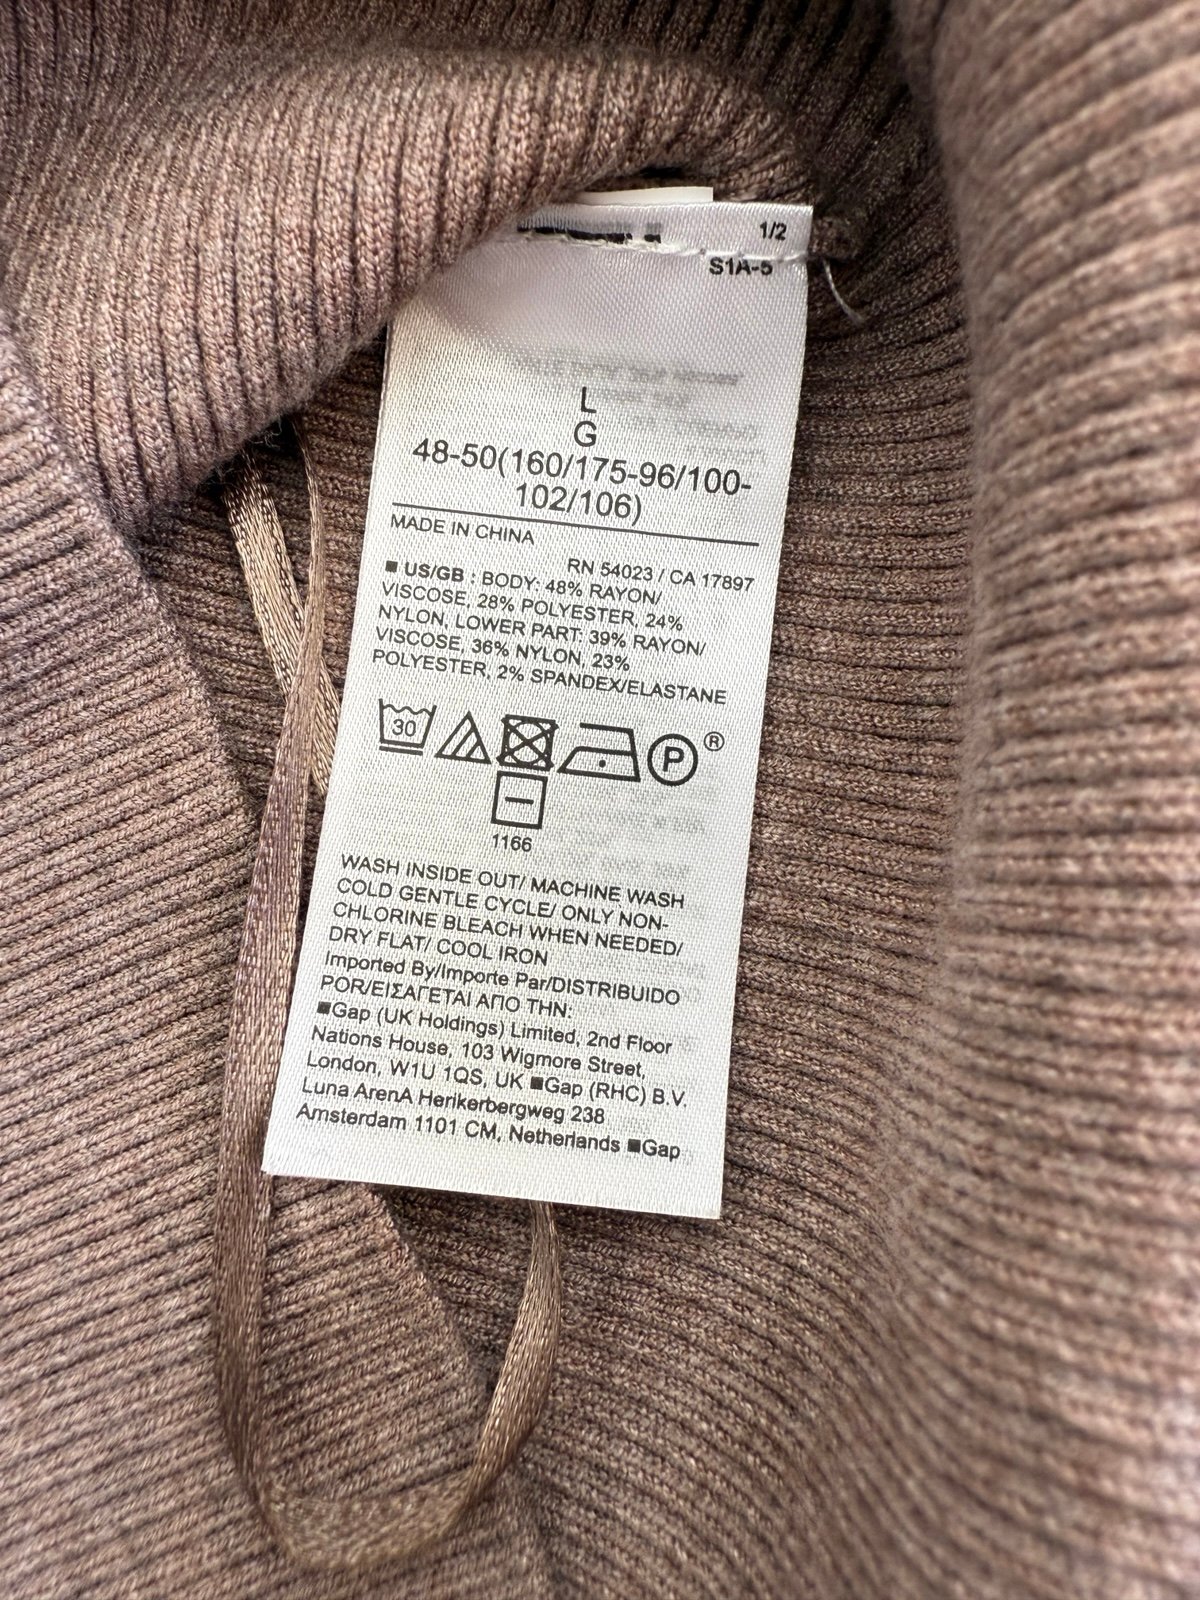 1/2
S1A-5
L
G
48-50(160/175-96/100-
102/106)
MADE IN CHINA
RN 54023 / CA 17897
■ US/GB : BODY: 48% RAYON/
VISCOSE, 28% POLYESTER, 24%
NYLON, LOWER PART: 39% RAYON/
VISCOSE, 36% NYLON, 23%
POLYESTER, 2% SPANDEX/ELASTANE
30
P ®
1166
WASH INSIDE OUT/ MACHINE WASH
COLD GENTLE CYCLE/ ONLY NON-
CHLORINE BLEACH WHEN NEEDED/
DRY FLAT/ COOL IRON
Imported By/Importe Par/DISTRIBUIDO
POR/ΕΙΣΑΓΕΤΑΙ ΑΠΟ ΤΗΝ:
■Gap (UK Holdings) Limited, 2nd Floor
Nations House, 103 Wigmore Street,
London, W1U 1QS, UK ■Gap (RHC) B.V.
Luna ArenA Herikerbergweg 238
Amsterdam 1101 CM, Netherlands ■Gap